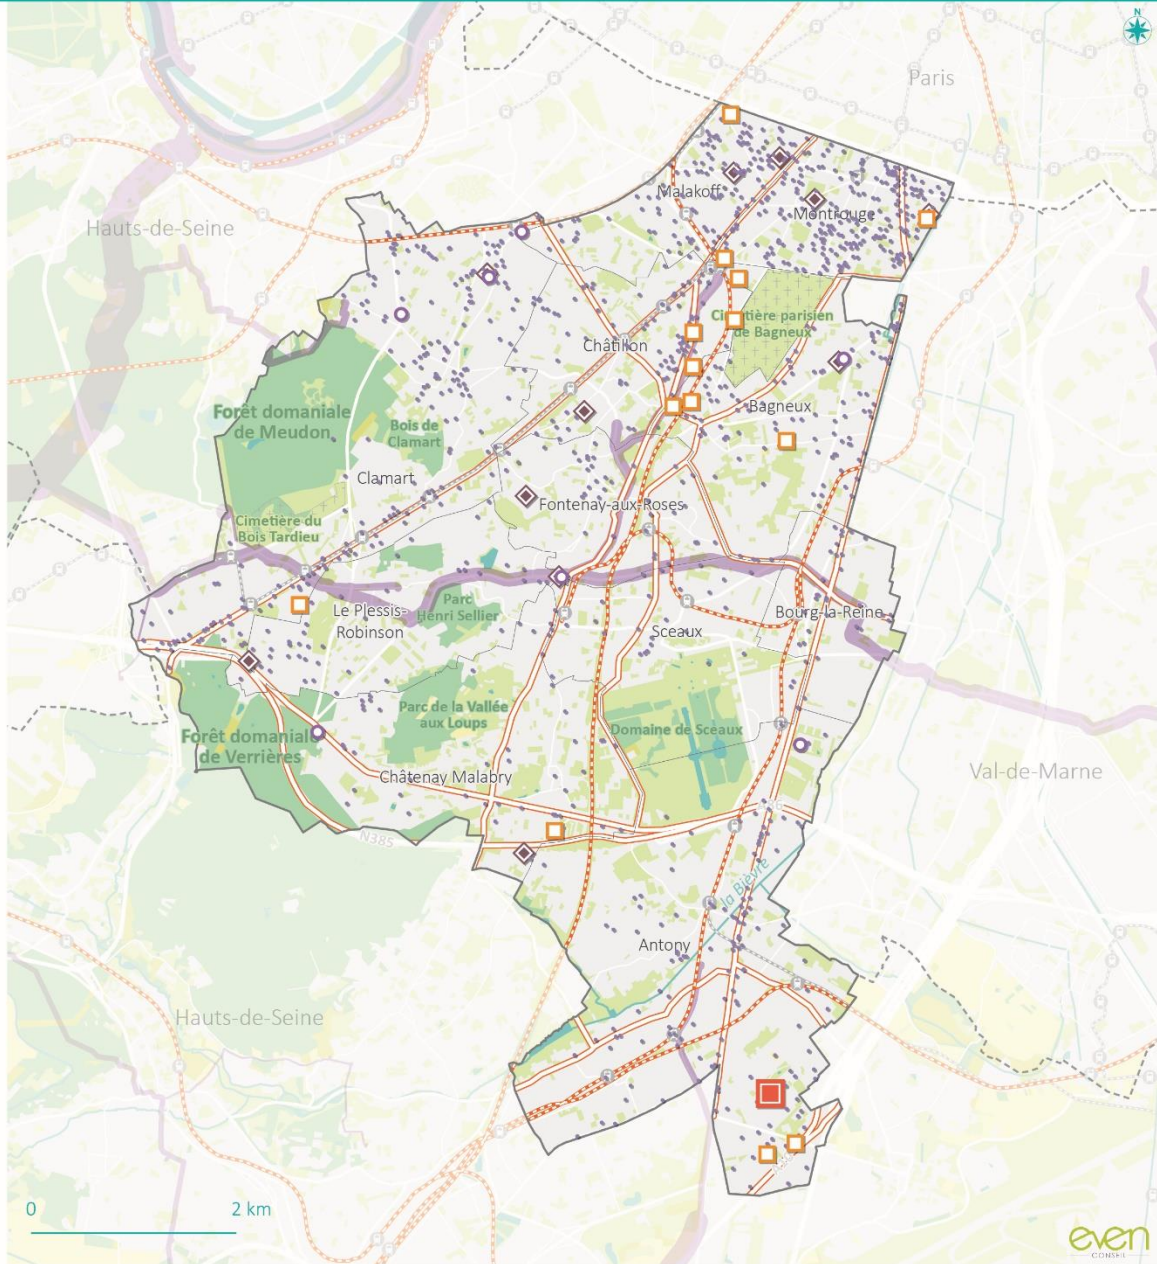 N
Paris
Malakoff
Montrouge
Hauts-de-Seine
Cimetière parisien
de Bagneux
Châtillon
Forêt domaniale
de Meudon
Bagneux
Bois de
Clamart
Clamart
Fontenay-aux-Roses
Cimetière du
Bois Tardieu
Parc
Henri Sellier
Le Plessis-
Robinson
Bourg-la-Reine
Sceaux
Parc de la Vallée
aux Loups
Domaine de Sceaux
Forêt domaniale
de Verrières
Châtenay Malabry
Val-de-Marne
A86
N385
la Bièvre
Antony
Hauts-de-Seine
0
2 km
even
CONSEIL